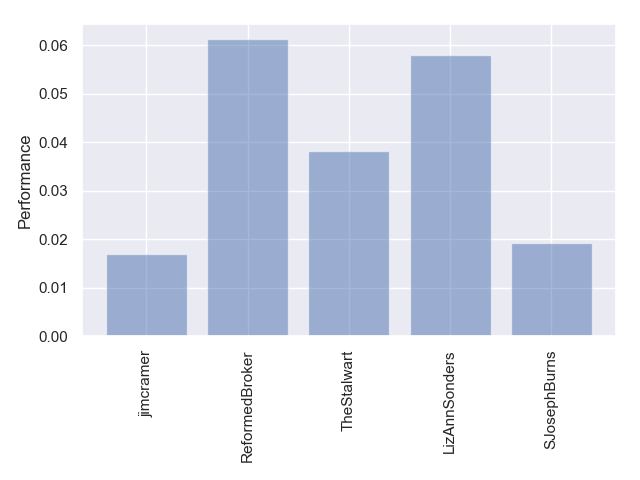 0.06
0.05
0.04
0.03
0.02
0.01
0.00
Performance
jimcramer
ReformedBroker
TheStalwart
LizAnnSonders
SJosephBurns